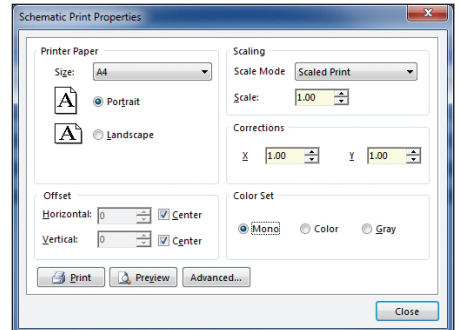 Schematic Print Properties
Printer Paper
Size: A4
A Portrait
A Landscape
Scaling
Scale Mode Scaled Print
Scale: 1.00
Corrections
X 1.00 Y 1.00
Offset
Horizontal: 0 Center
Vertical: 0 Center
Color Set
Mono Color Gray
Print Preview Advanced...
Close